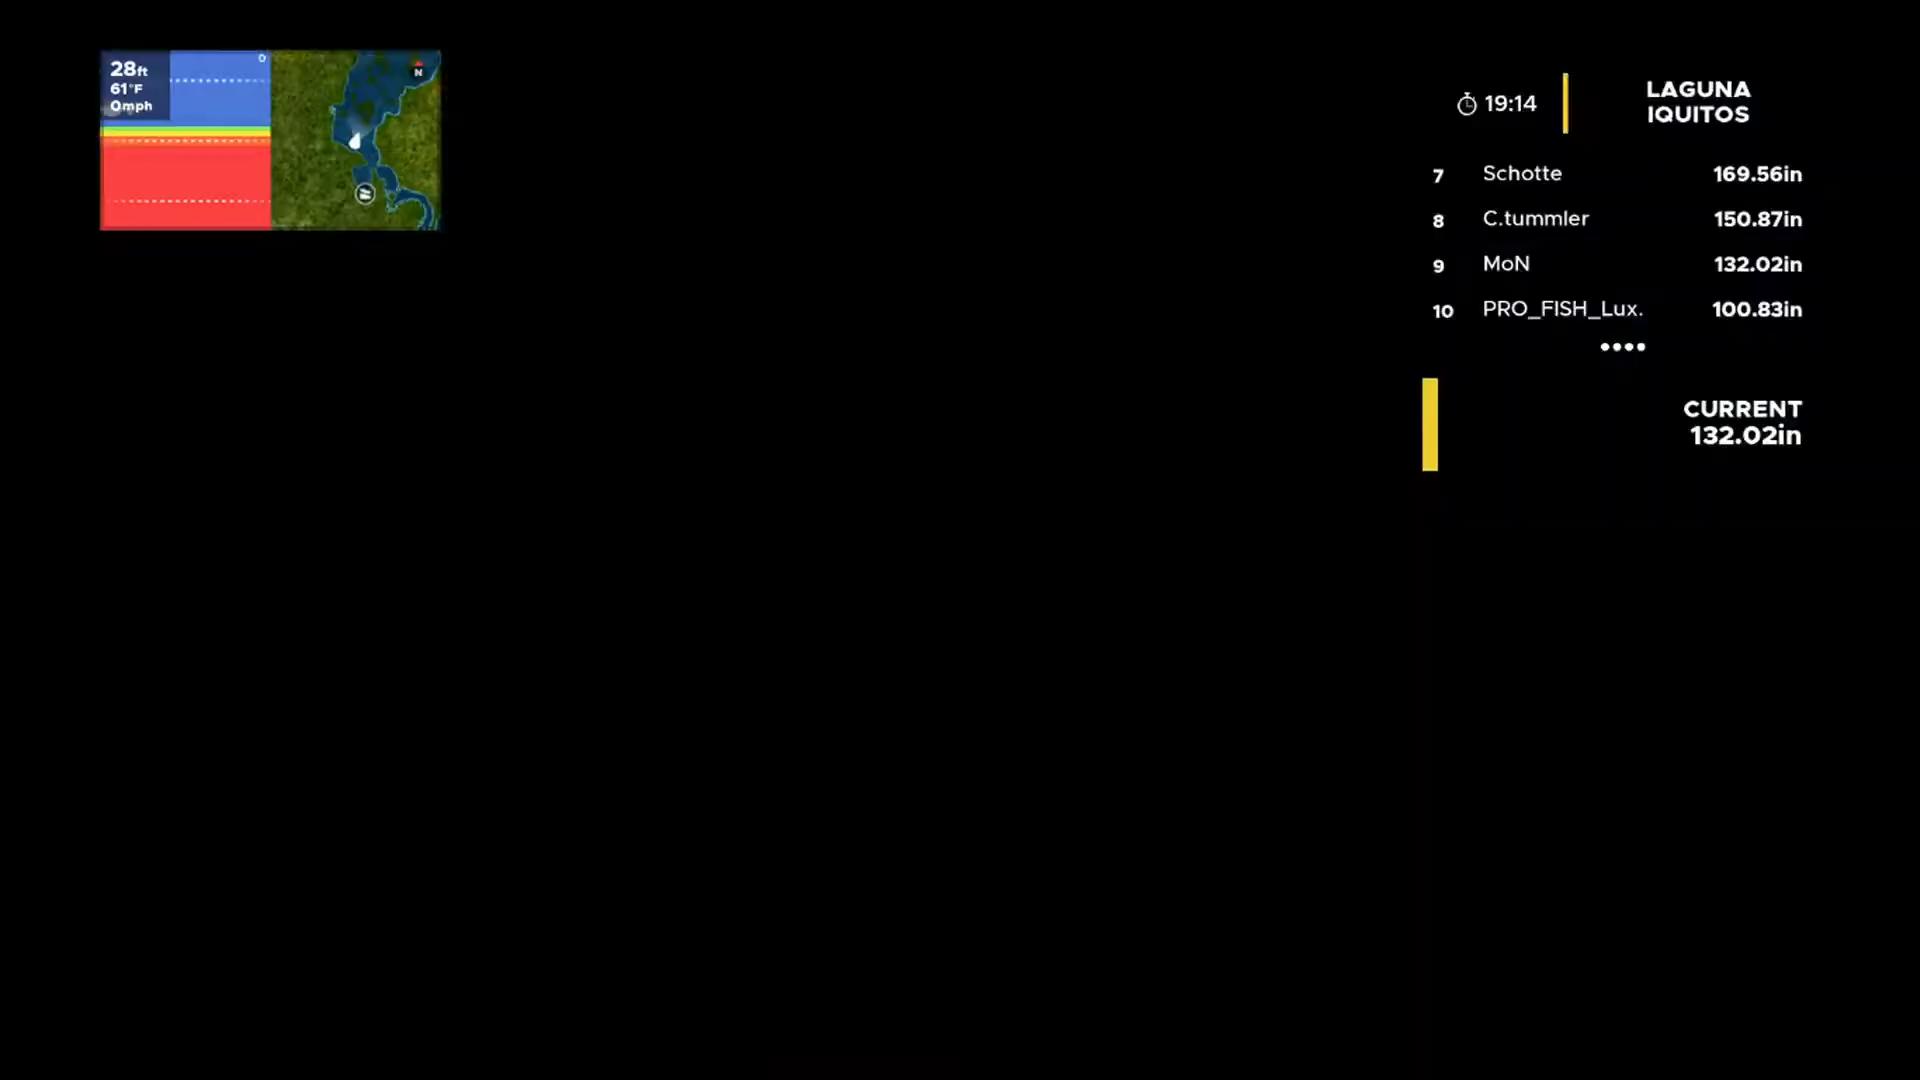 28ft
61°F
0mph
0
N
19:14
LAGUNA
IQUITOS
7 Schotte 169.56in
8 C.tummler 150.87in
9 MoN 132.02in
10 PRO_FISH_Lux. 100.83in
CURRENT
132.02in